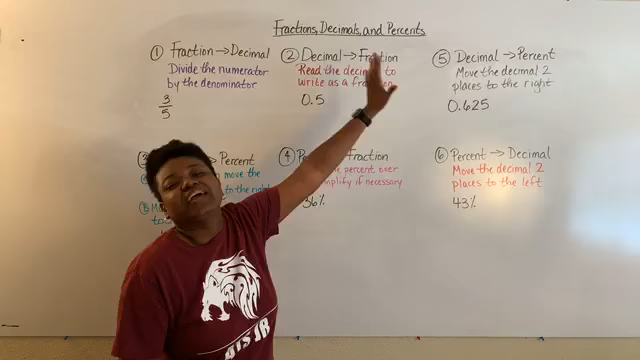 Fractions, Decimals, and Percents
① Fraction → Decimal
Divide the numerator
by the denominator
3
5
② Decimal → Fraction
Read the decimal to
write as a fraction
0.5
⑤ Decimal → Percent
Move the decimal 2
places to the right
0.625
③ → Percent
move the
to the right
④ Fraction
the percent over
simplify if necessary
36%
⑥ Percent → Decimal
Move the decimal 2
places to the left
43%